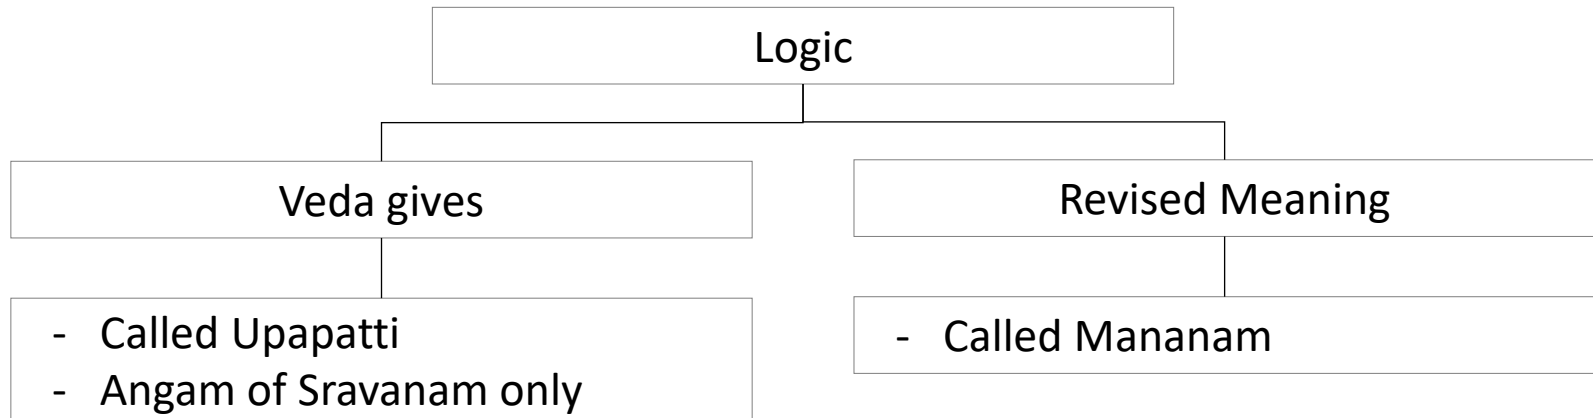 Logic
Veda gives
Revised Meaning
- Called Upapatti
- Angam of Sravanam only
- Called Mananam